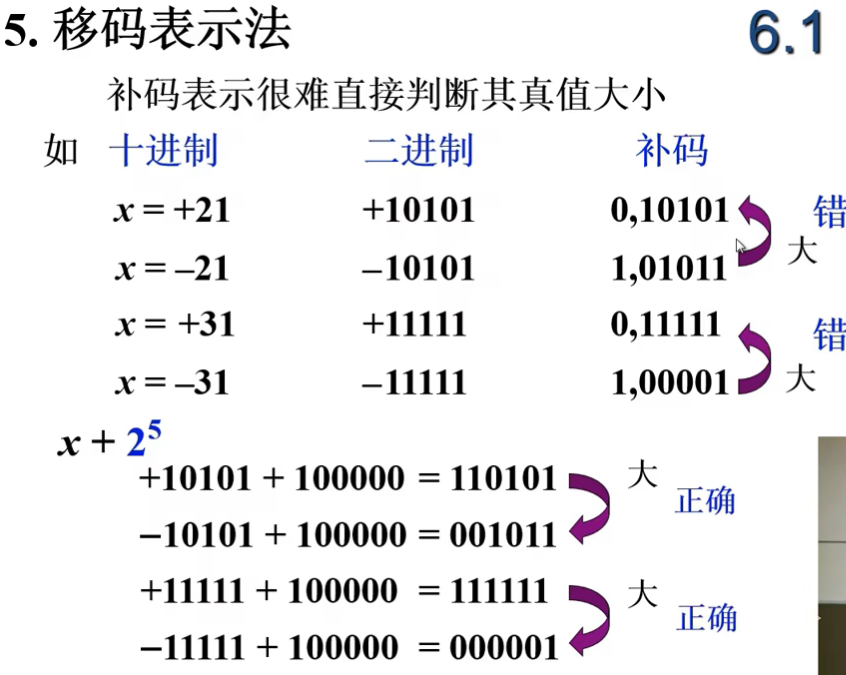 5. 移码表示法 6.1
补码表示很难直接判断其真值大小
如 十进制 二进制 补码
x = +21 +10101 0,10101 错
大
x = –21 –10101 1,01011
x = +31 +11111 0,11111 错
x = –31 –11111 1,00001 大
x + 2⁵
+10101 + 100000 = 110101 大 正确
–10101 + 100000 = 001011
+11111 + 100000 = 111111 大 正确
–11111 + 100000 = 000001